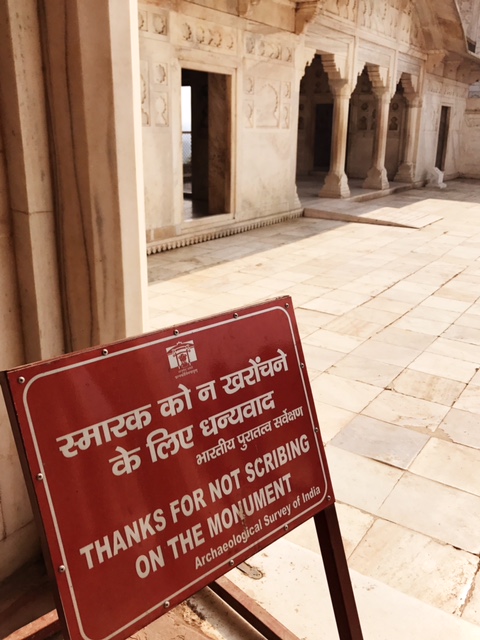 स्मारक को न खरोंचने
के लिए धन्यवाद
भारतीय पुरातत्व सर्वेक्षण
THANKS FOR NOT SCRIBING
ON THE MONUMENT
Archaeological Survey of India